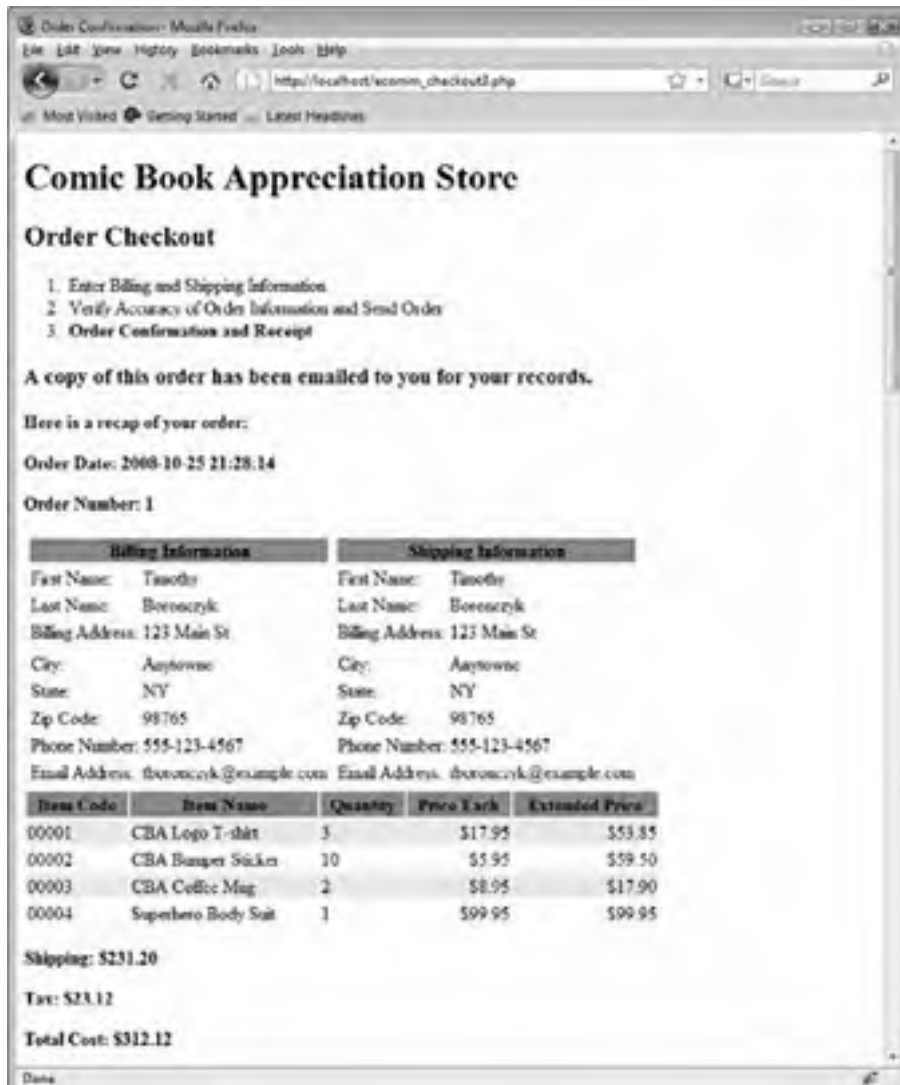 Order Confirmation - Mozilla Firefox
File Edit View History Bookmarks Tools Help
http://localhost/ecomm_checkout3.php
Most Visited Getting Started Latest Headlines
Comic Book Appreciation Store
Order Checkout
1. Enter Billing and Shipping Information
2. Verify Accuracy of Order Information and Send Order
3. Order Confirmation and Receipt
A copy of this order has been emailed to you for your records.
Here is a recap of your order:
Order Date: 2008-10-25 21:28:14
Order Number: 1
Billing Information Shipping Information
First Name: Timothy First Name: Timothy
Last Name: Boronczyk Last Name: Boronczyk
Billing Address: 123 Main St Billing Address: 123 Main St
City: Anytowne City: Anytowne
State: NY State: NY
Zip Code: 98765 Zip Code: 98765
Phone Number: 555-123-4567 Phone Number: 555-123-4567
Email Address: tboronczyk@example.com Email Address: tboronczyk@example.com
Item Code Item Name Quantity Price Each Extended Price
00001 CBA Logo T-shirt 3 $17.95 $53.85
00002 CBA Bumper Sticker 10 $5.95 $59.50
00003 CBA Coffee Mug 2 $8.95 $17.90
00004 Superhero Body Suit 1 $99.95 $99.95
Shipping: $231.20
Tax: $23.12
Total Cost: $312.12
Done